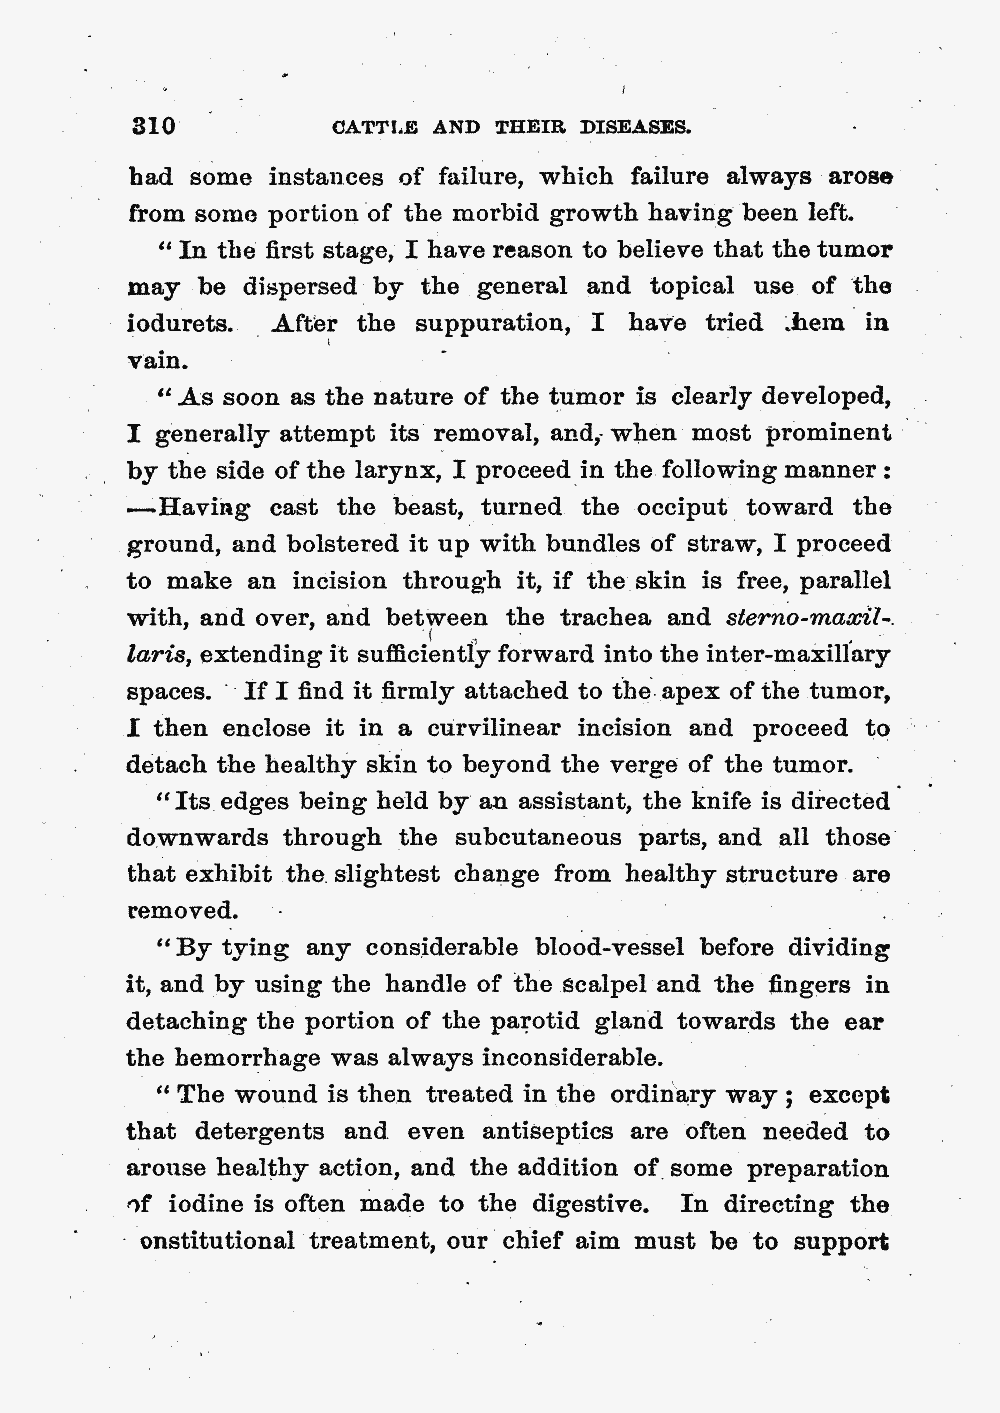 310 CATTLE AND THEIR DISEASES.
had some instances of failure, which failure always arose
from some portion of the morbid growth having been left.
“In the first stage, I have reason to believe that the tumor
may be dispersed by the general and topical use of the
iodurets. After the suppuration, I have tried .hem in
vain.
“As soon as the nature of the tumor is clearly developed,
I generally attempt its removal, and, when most prominent
by the side of the larynx, I proceed in the following manner:
—Having cast the beast, turned the occiput toward the
ground, and bolstered it up with bundles of straw, I proceed
to make an incision through it, if the skin is free, parallel
with, and over, and between the trachea and sterno-maxil-
laris, extending it sufficiently forward into the inter-maxillary
spaces. If I find it firmly attached to the apex of the tumor,
I then enclose it in a curvilinear incision and proceed to
detach the healthy skin to beyond the verge of the tumor.
“Its edges being held by an assistant, the knife is directed
downwards through the subcutaneous parts, and all those
that exhibit the slightest change from healthy structure are
removed.
“By tying any considerable blood-vessel before dividing
it, and by using the handle of the scalpel and the fingers in
detaching the portion of the parotid gland towards the ear
the hemorrhage was always inconsiderable.
“The wound is then treated in the ordinary way; except
that detergents and even antiseptics are often needed to
arouse healthy action, and the addition of some preparation
of iodine is often made to the digestive. In directing the
onstitutional treatment, our chief aim must be to support